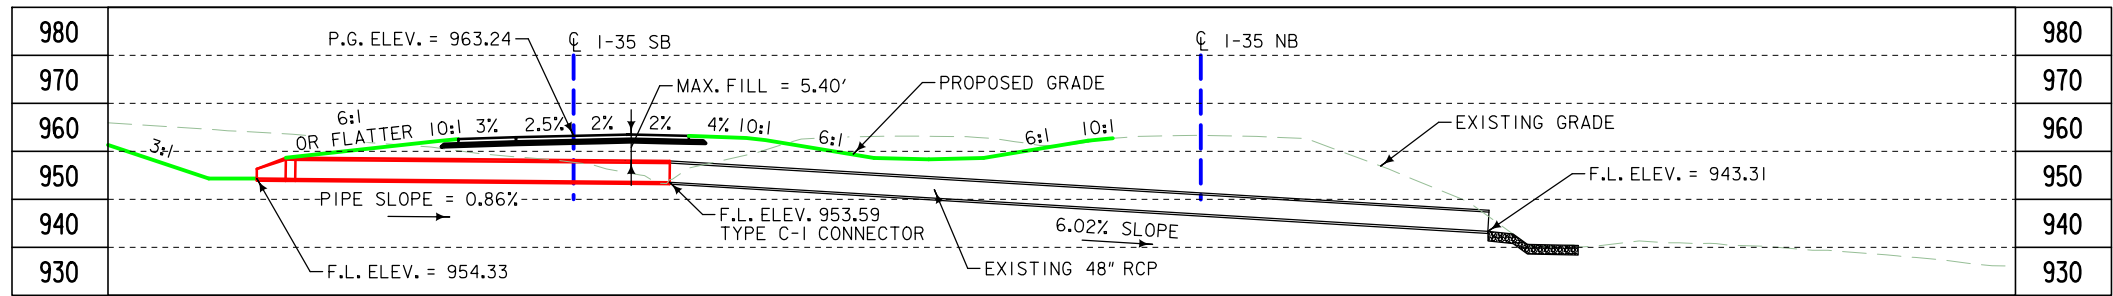 980
970
960
950
940
930
P.G. ELEV. = 963.24
℄ I-35 SB
℄ I-35 NB
MAX. FILL = 5.40'
PROPOSED GRADE
EXISTING GRADE
3:1
6:1
OR FLATTER
10:1
3%
2.5%
2%
2%
4%
10:1
6:1
6:1
10:1
PIPE SLOPE = 0.86%
F.L. ELEV. = 954.33
F.L. ELEV. 953.59
TYPE C-1 CONNECTOR
6.02% SLOPE
EXISTING 48" RCP
F.L. ELEV. = 943.31
980
970
960
950
940
930